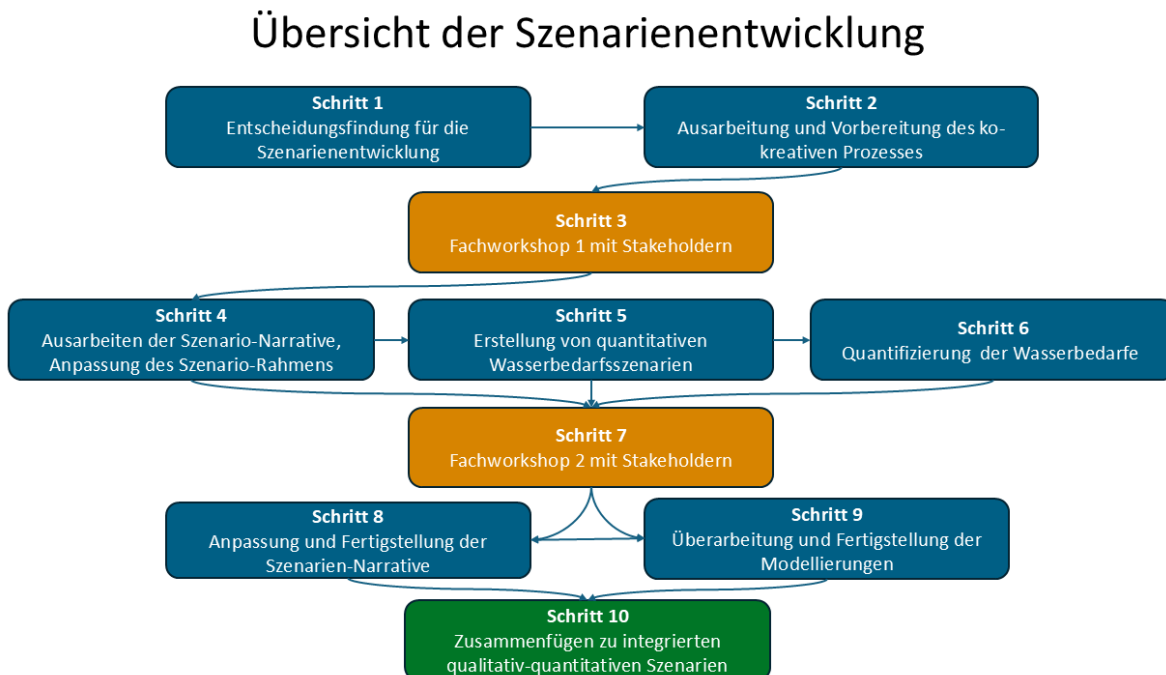 Übersicht der Szenarienentwicklung
Schritt 1
Entscheidungsfindung für die
Szenarienentwicklung
Schritt 2
Ausarbeitung und Vorbereitung des ko-
kreativen Prozesses
Schritt 3
Fachworkshop 1 mit Stakeholdern
Schritt 4
Ausarbeiten der Szenario-Narrative,
Anpassung des Szenario-Rahmens
Schritt 5
Erstellung von quantitativen
Wasserbedarfsszenarien
Schritt 6
Quantifizierung der Wasserbedarfe
Schritt 7
Fachworkshop 2 mit Stakeholdern
Schritt 8
Anpassung und Fertigstellung der
Szenarien-Narrative
Schritt 9
Überarbeitung und Fertigstellung der
Modellierungen
Schritt 10
Zusammenfügen zu integrierten
qualitativ-quantitativen Szenarien